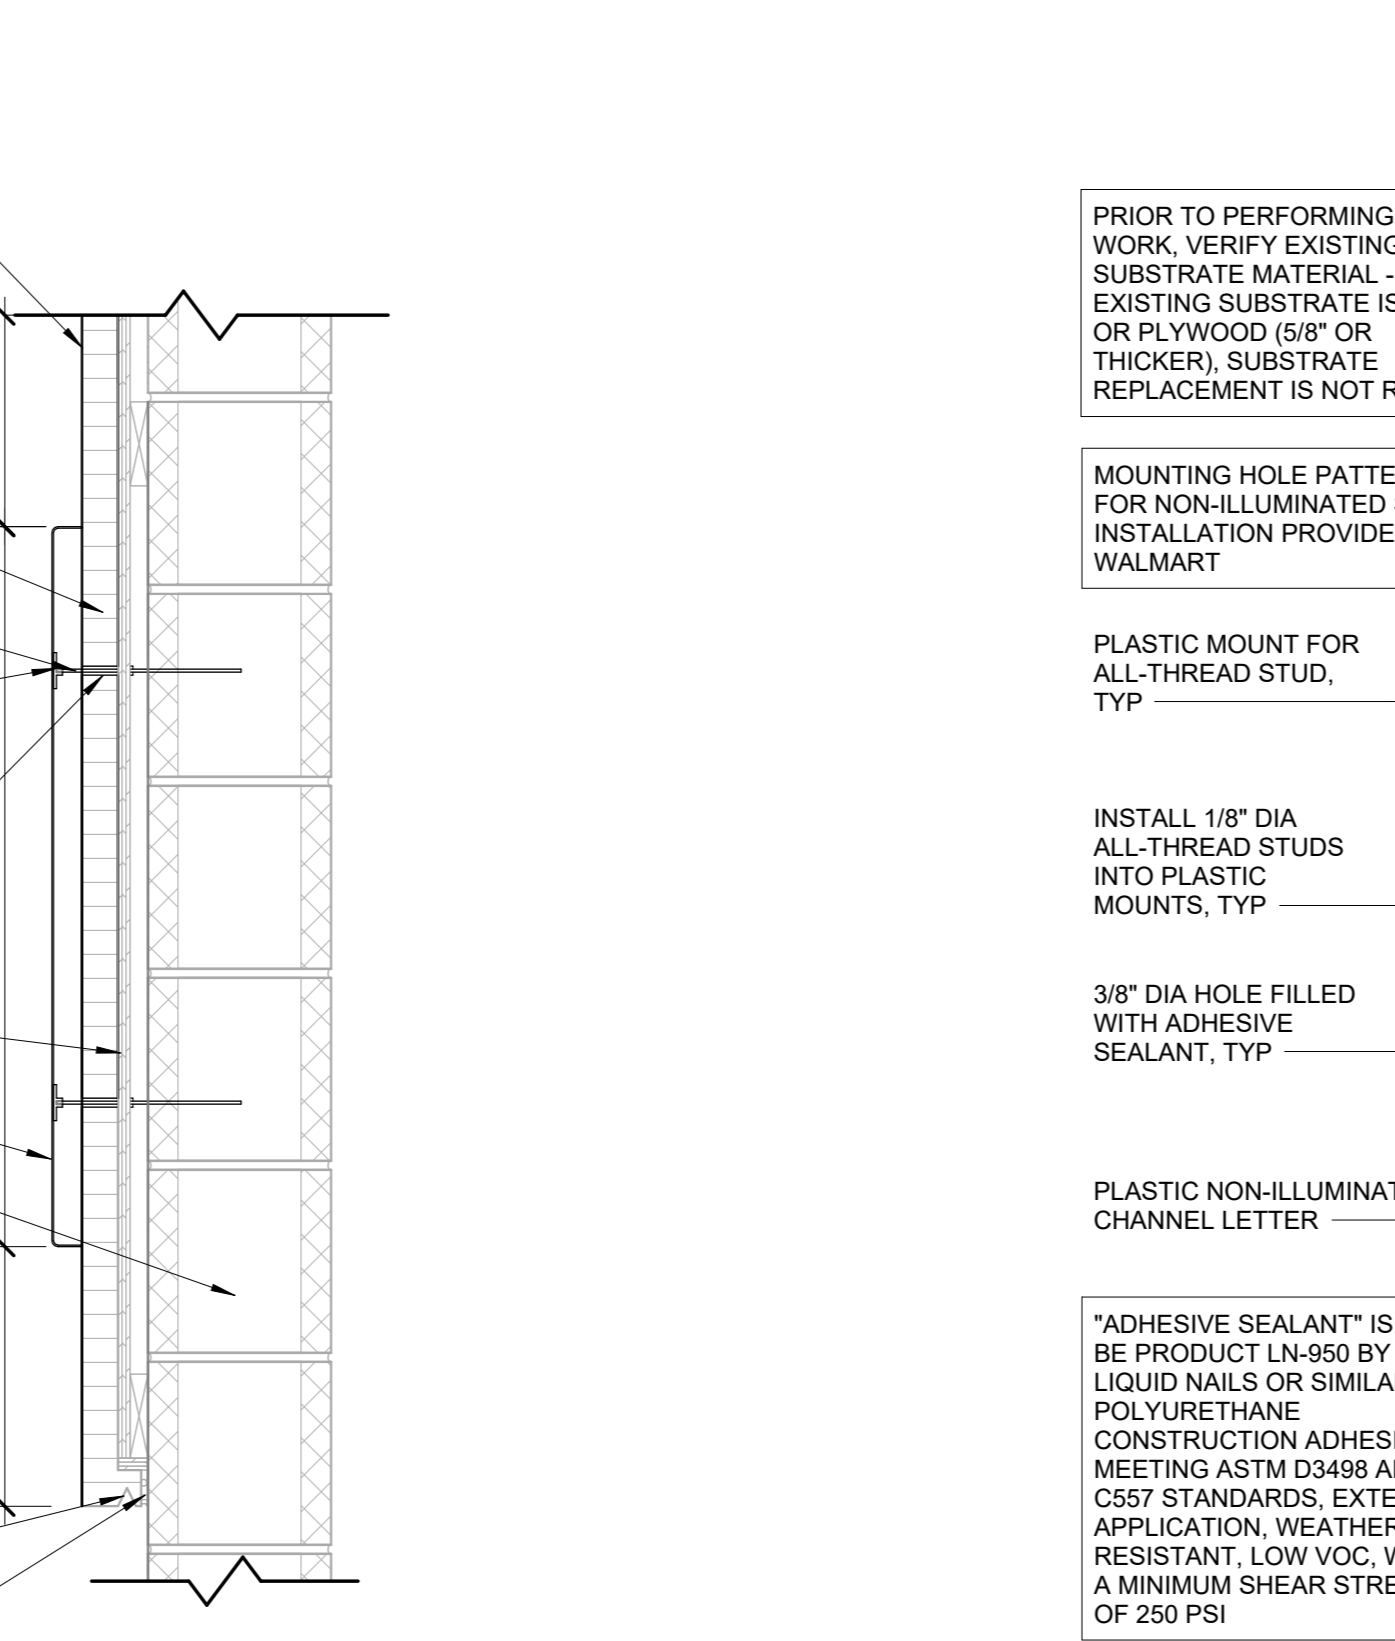 PRIOR TO PERFORMING
WORK, VERIFY EXISTING
SUBSTRATE MATERIAL -
EXISTING SUBSTRATE IS
OR PLYWOOD (5/8" OR
THICKER), SUBSTRATE
REPLACEMENT IS NOT R
MOUNTING HOLE PATTE
FOR NON-ILLUMINATED
INSTALLATION PROVIDE
WALMART
PLASTIC MOUNT FOR
ALL-THREAD STUD,
TYP
INSTALL 1/8" DIA
ALL-THREAD STUDS
INTO PLASTIC
MOUNTS, TYP
3/8" DIA HOLE FILLED
WITH ADHESIVE
SEALANT, TYP
PLASTIC NON-ILLUMINAT
CHANNEL LETTER
"ADHESIVE SEALANT" IS
BE PRODUCT LN-950 BY
LIQUID NAILS OR SIMILA
POLYURETHANE
CONSTRUCTION ADHESI
MEETING ASTM D3498 A
C557 STANDARDS, EXTE
APPLICATION, WEATHER
RESISTANT, LOW VOC, W
A MINIMUM SHEAR STRE
OF 250 PSI